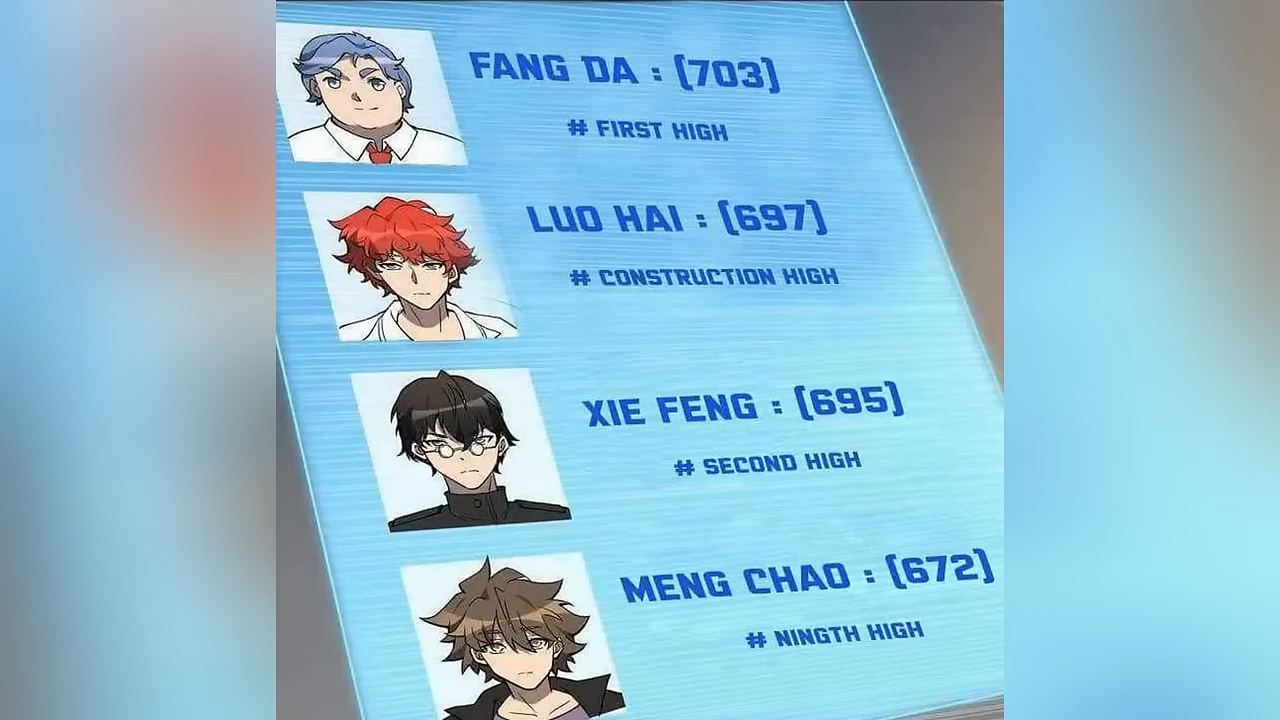 FANG DA : (703)
# FIRST HIGH
LUO HAI : (697)
# CONSTRUCTION HIGH
XIE FENG : (695)
# SECOND HIGH
MENG CHAO : (672)
# NINGTH HIGH